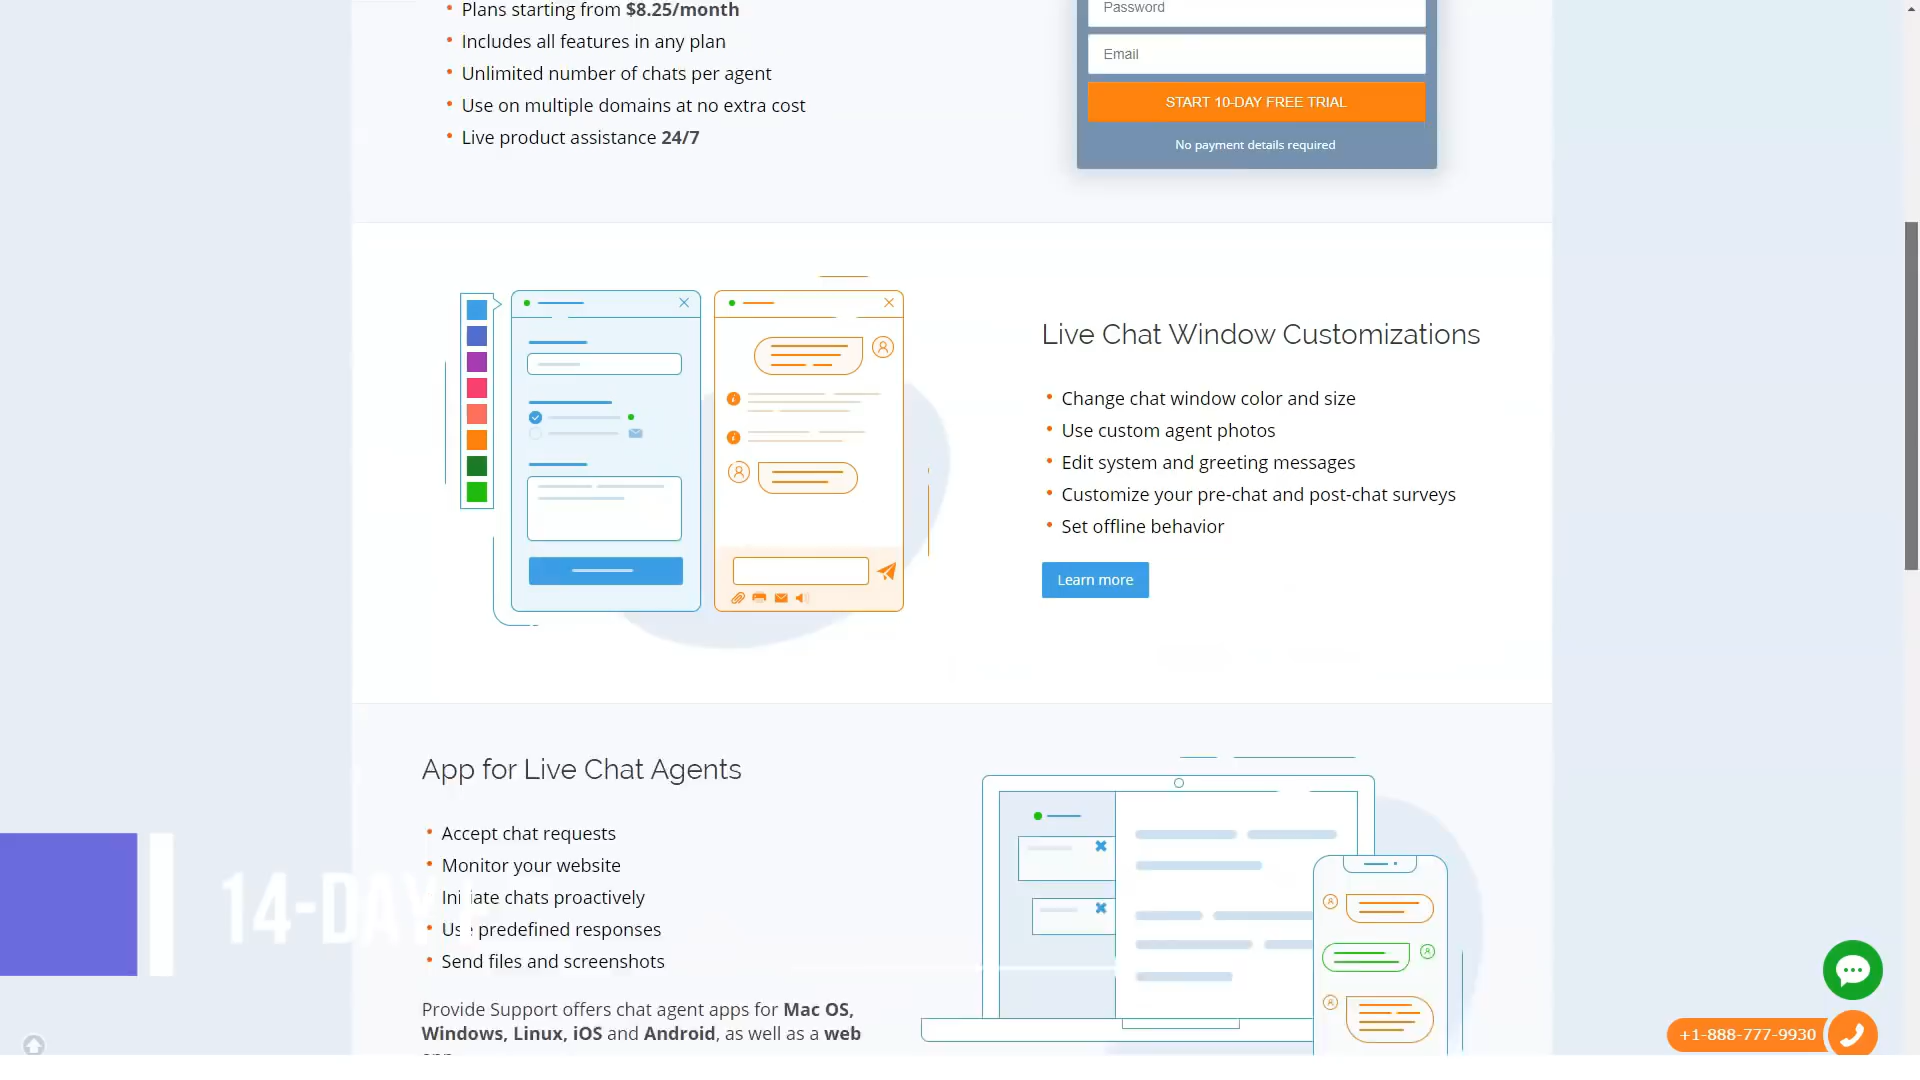 Plans starting from $8.25/month
Includes all features in any plan
Unlimited number of chats per agent
Use on multiple domains at no extra cost
Live product assistance 24/7
Password
Email
START 10-DAY FREE TRIAL
No payment details required
Live Chat Window Customizations
Change chat window color and size
Use custom agent photos
Edit system and greeting messages
Customize your pre-chat and post-chat surveys
Set offline behavior
Learn more
App for Live Chat Agents
Accept chat requests
Monitor your website
Initiate chats proactively
Use predefined responses
Send files and screenshots
14-DAY
Provide Support offers chat agent apps for Mac OS,
Windows, Linux, iOS and Android, as well as a web
+1-888-777-9930